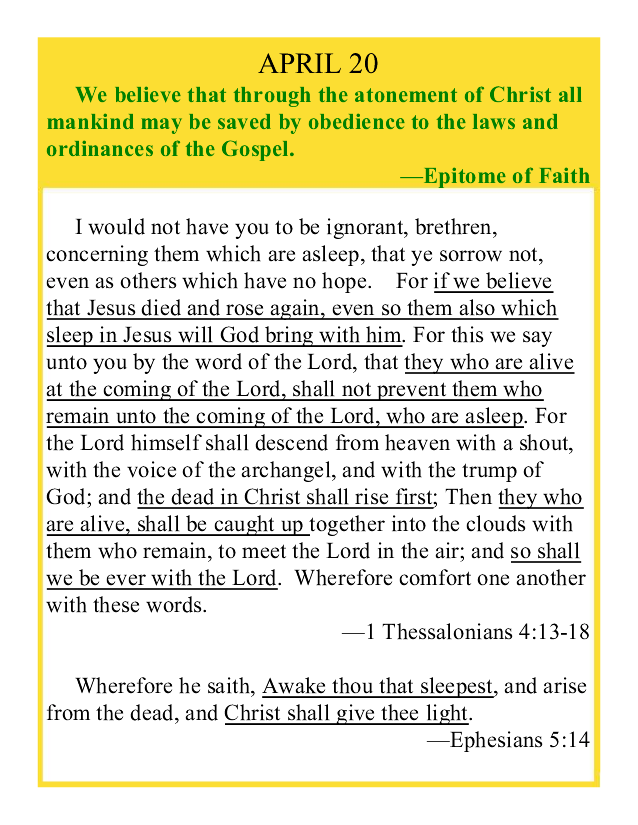 APRIL 20
We believe that through the atonement of Christ all
mankind may be saved by obedience to the laws and
ordinances of the Gospel.
—Epitome of Faith
I would not have you to be ignorant, brethren,
concerning them which are asleep, that ye sorrow not,
even as others which have no hope. For if we believe
that Jesus died and rose again, even so them also which
sleep in Jesus will God bring with him. For this we say
unto you by the word of the Lord, that they who are alive
at the coming of the Lord, shall not prevent them who
remain unto the coming of the Lord, who are asleep. For
the Lord himself shall descend from heaven with a shout,
with the voice of the archangel, and with the trump of
God; and the dead in Christ shall rise first; Then they who
are alive, shall be caught up together into the clouds with
them who remain, to meet the Lord in the air; and so shall
we be ever with the Lord. Wherefore comfort one another
with these words.
—1 Thessalonians 4:13-18
Wherefore he saith, Awake thou that sleepest, and arise
from the dead, and Christ shall give thee light.
—Ephesians 5:14